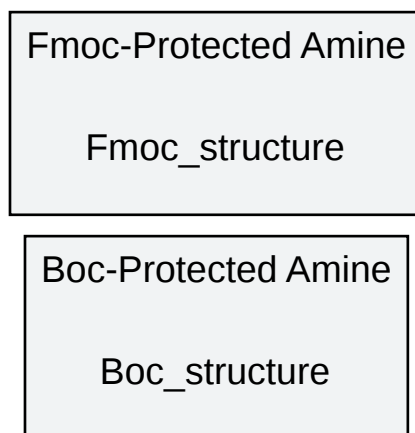 Fmoc-Protected Amine
Fmoc_structure
Boc-Protected Amine
Boc_structure